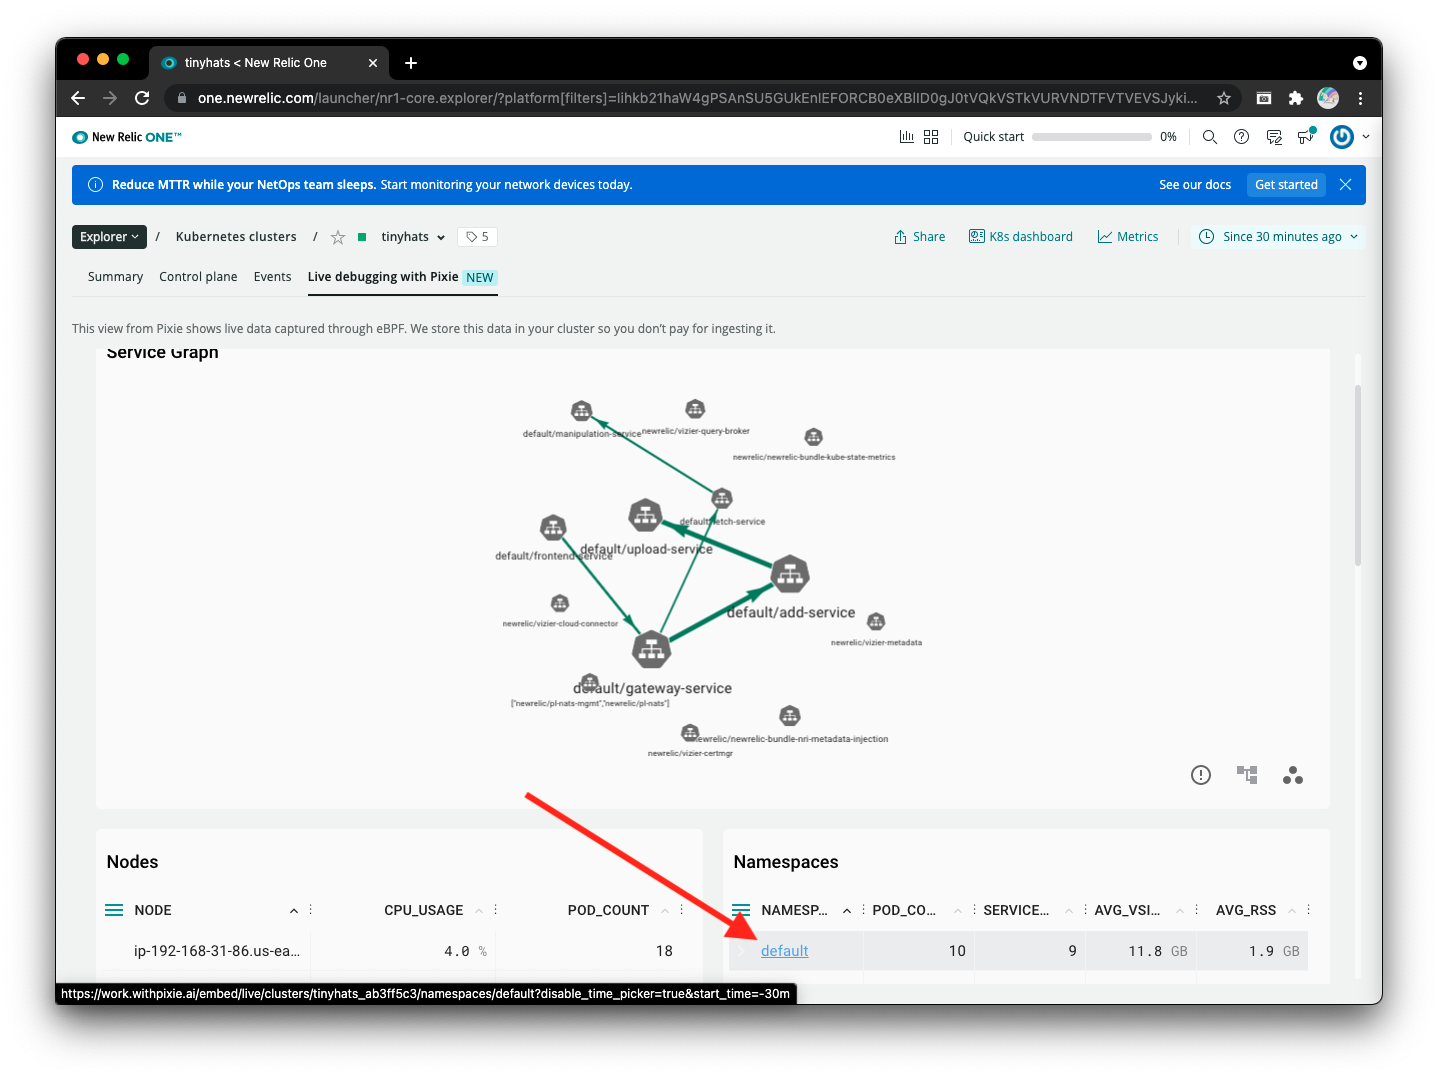 tinyhats < New Relic One
one.newrelic.com/launcher/nr1-core.explorer/?platform[filters]=Iihkb21haW4gPSAnSU5GUkEnIEFORCB0eXBlID0gJ0tVQkVSTkVURVNDTFVTVEVSJyki...
New Relic ONE™
Quick start 0%
Reduce MTTR while your NetOps team sleeps. Start monitoring your network devices today. See our docs Get started
Explorer / Kubernetes clusters / tinyhats 5 Share K8s dashboard Metrics Since 30 minutes ago
Summary Control plane Events Live debugging with Pixie NEW
This view from Pixie shows live data captured through eBPF. We store this data in your cluster so you don't pay for ingesting it.
Service Graph
default/manipulation-service newrelic/vizier-query-broker
newrelic/newrelic-bundle-kube-state-metrics
default/fetch-service
default/upload-service
default/frontend-service
default/add-service
newrelic/vizier-cloud-connector
newrelic/vizier-metadata
default/gateway-service
["newrelic/pl-nats-mgmt","newrelic/pl-nats"]
newrelic/newrelic-bundle-nri-metadata-injection
newrelic/vizier-certmgr
Nodes
NODE CPU_USAGE POD_COUNT
ip-192-168-31-86.us-ea... 4.0 % 18
Namespaces
NAMESP... POD_CO... SERVICE... AVG_VSI... AVG_RSS
default 10 9 11.8 GB 1.9 GB
https://work.withpixie.ai/embed/live/clusters/tinyhats_ab3ff5c3/namespaces/default?disable_time_picker=true&start_time=-30m